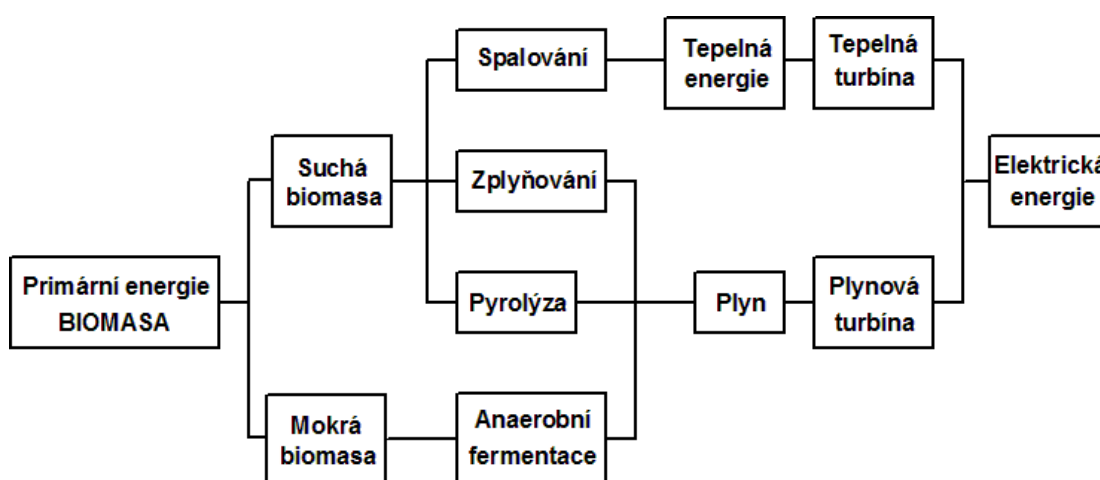 Spalování
Tepelná
energie
Tepelná
turbína
Suchá
biomasa
Zplyňování
Elektrická
energie
Primární energie
BIOMASA
Pyrolýza
Plyn
Plynová
turbína
Mokrá
biomasa
Anaerobní
fermentace